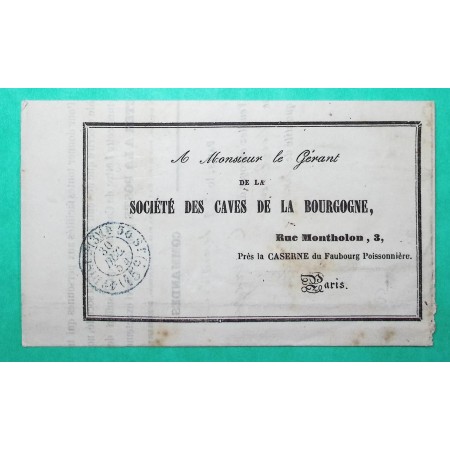 A Monsieur le Gérant
DE LA
SOCIÉTÉ DES CAVES DE LA BOURGOGNE,
Rue Montholon, 3,
Près la CASERNE du Faubourg Poissonnière.
Paris.